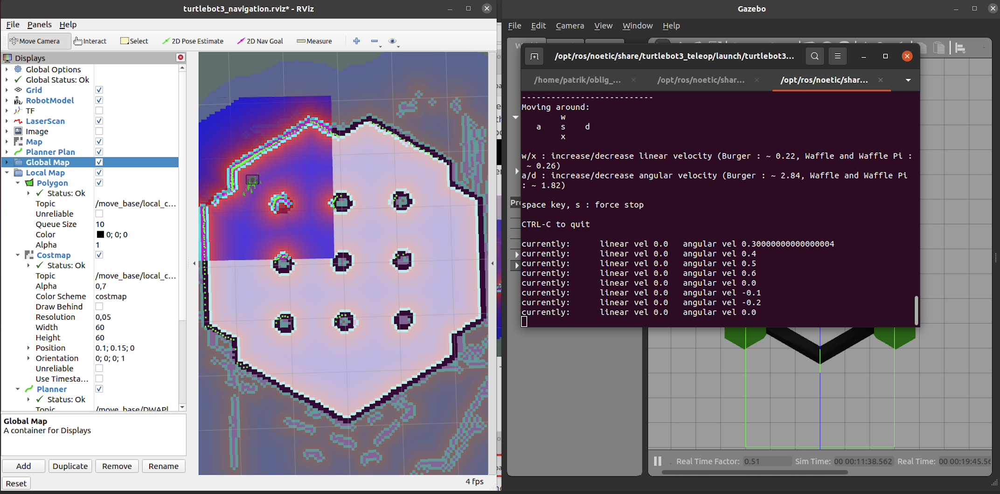 turtlebot3_navigation.rviz* - RViz
File Panels Help
Move Camera Interact Select 2D Pose Estimate 2D Nav Goal Measure
Displays
Global Options
Global Status: Ok
Grid
RobotModel
TF
LaserScan
Image
Map
Planner Plan
Global Map
Local Map
Polygon
Status: Ok
Topic /move_base/local_c...
Unreliable
Queue Size 10
Color 0; 0; 0
Alpha 1
Costmap
Status: Ok
Topic /move_base/local_c...
Alpha 0,7
Color Scheme costmap
Draw Behind
Resolution 0,05
Width 60
Height 60
Position 0.1; 0.15; 0
Orientation 0; 0; 0; 1
Unreliable
Use Timesta...
Planner
Status: Ok
Topic /move_base/DWAPl
Global Map
A container for Displays
Add Duplicate Remove Rename
Reset
4 fps
Gazebo
File Edit Camera View Window Help
/opt/ros/noetic/share/turtlebot3_teleop/launch/turtlebot3...
/home/patrik/oblig_... /opt/ros/noetic/shar... /opt/ros/noetic/shar...
---------------------------
Moving around:
w
a s d
x
w/x : increase/decrease linear velocity (Burger : ~ 0.22, Waffle and Waffle Pi :
~ 0.26)
a/d : increase/decrease angular velocity (Burger : ~ 2.84, Waffle and Waffle Pi
: ~ 1.82)
space key, s : force stop
CTRL-C to quit
currently: linear vel 0.0 angular vel 0.30000000000000004
currently: linear vel 0.0 angular vel 0.4
currently: linear vel 0.0 angular vel 0.5
currently: linear vel 0.0 angular vel 0.6
currently: linear vel 0.0 angular vel 0.0
currently: linear vel 0.0 angular vel -0.1
currently: linear vel 0.0 angular vel -0.2
currently: linear vel 0.0 angular vel 0.0
Real Time Factor: 0.51 Sim Time: 00 00:11:38.562 Real Time: 00 00:19:45.56